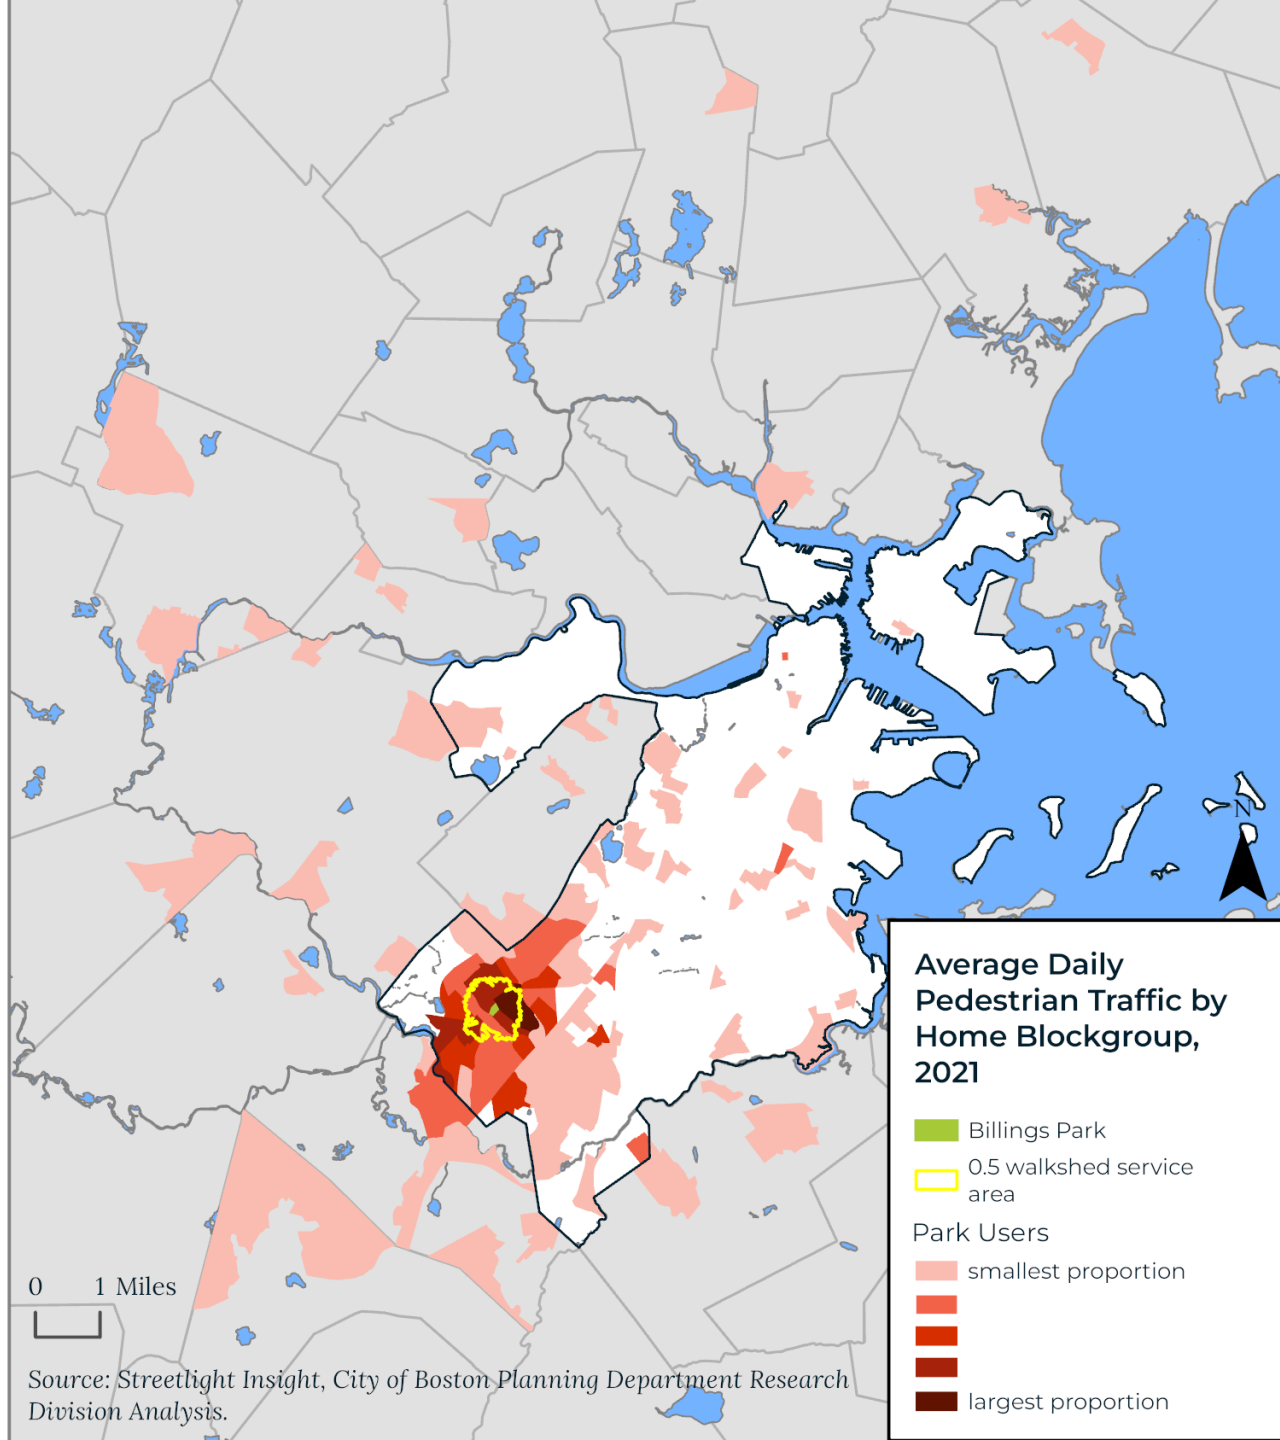 N
Average Daily
Pedestrian Traffic by
Home Blockgroup,
2021
Billings Park
0.5 walkshed service
area
Park Users
smallest proportion
largest proportion
0 1 Miles
Source: Streetlight Insight, City of Boston Planning Department Research
Division Analysis.